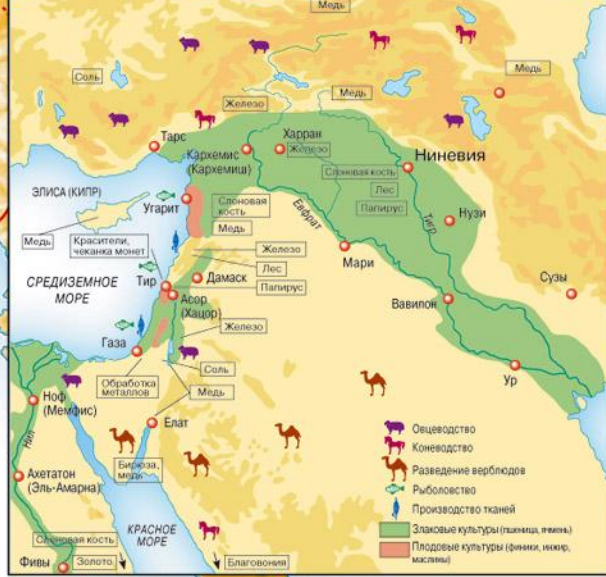 Медь
Медь
Соль
Железо
Медь
Тарс
Кархемис
(Кархемиш)
Харран
Железо
Ниневия
Слоновая кость
Лес
Папирус
ЭЛИСА (КИПР)
Угарит
Слоновая
кость
Медь
Евфрат
Тигр
Нузи
Медь
Красители,
чеканка монет
Железо
Лес
Мари
СРЕДИЗЕМНОЕ
МОРЕ
Тир
Дамаск
Папирус
Сузы
Асор
(Хацор)
Вавилон
Железо
Газа
Соль
Обработка
металлов
Медь
Ур
Ноф
(Мемфис)
Елат
Нил
Бирюза,
медь
Ахетатон
(Эль-Амарна)
КРАСНОЕ
МОРЕ
Слоновая кость
Золото
Фивы
Благовония
Овцеводство
Коневодство
Разведение верблюдов
Рыболовство
Производство тканей
Злаковые культуры (пшеница, ячмень)
Плодовые культуры (финики, инжир,
маслины)